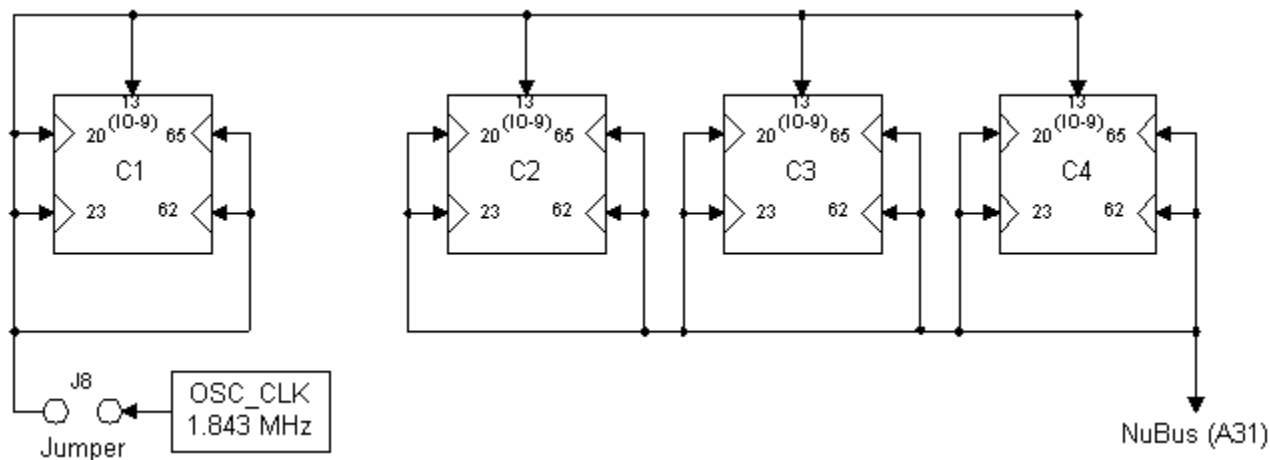 13
(IO-9)
20
65
C1
23
62
13
(IO-9)
20
65
C2
23
62
13
(IO-9)
20
65
C3
23
62
13
(IO-9)
20
65
C4
23
62
J8
Jumper
OSC_CLK
1.843 MHz
NuBus (A31)